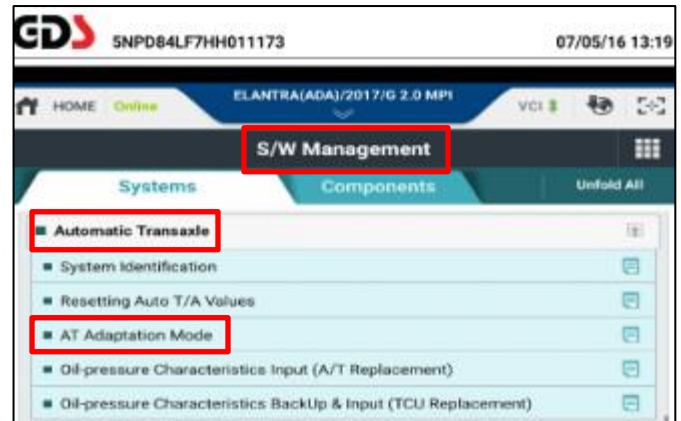 GDS 5NPD84LF7HH011173 07/05/16 13:19
HOME Online ELANTRA(ADA)/2017/G 2.0 MPI VCI
S/W Management
Systems Components Unfold All
Automatic Transaxle
System Identification
Resetting Auto T/A Values
AT Adaptation Mode
Oil-pressure Characteristics Input (A/T Replacement)
Oil-pressure Characteristics BackUp & Input (TCU Replacement)